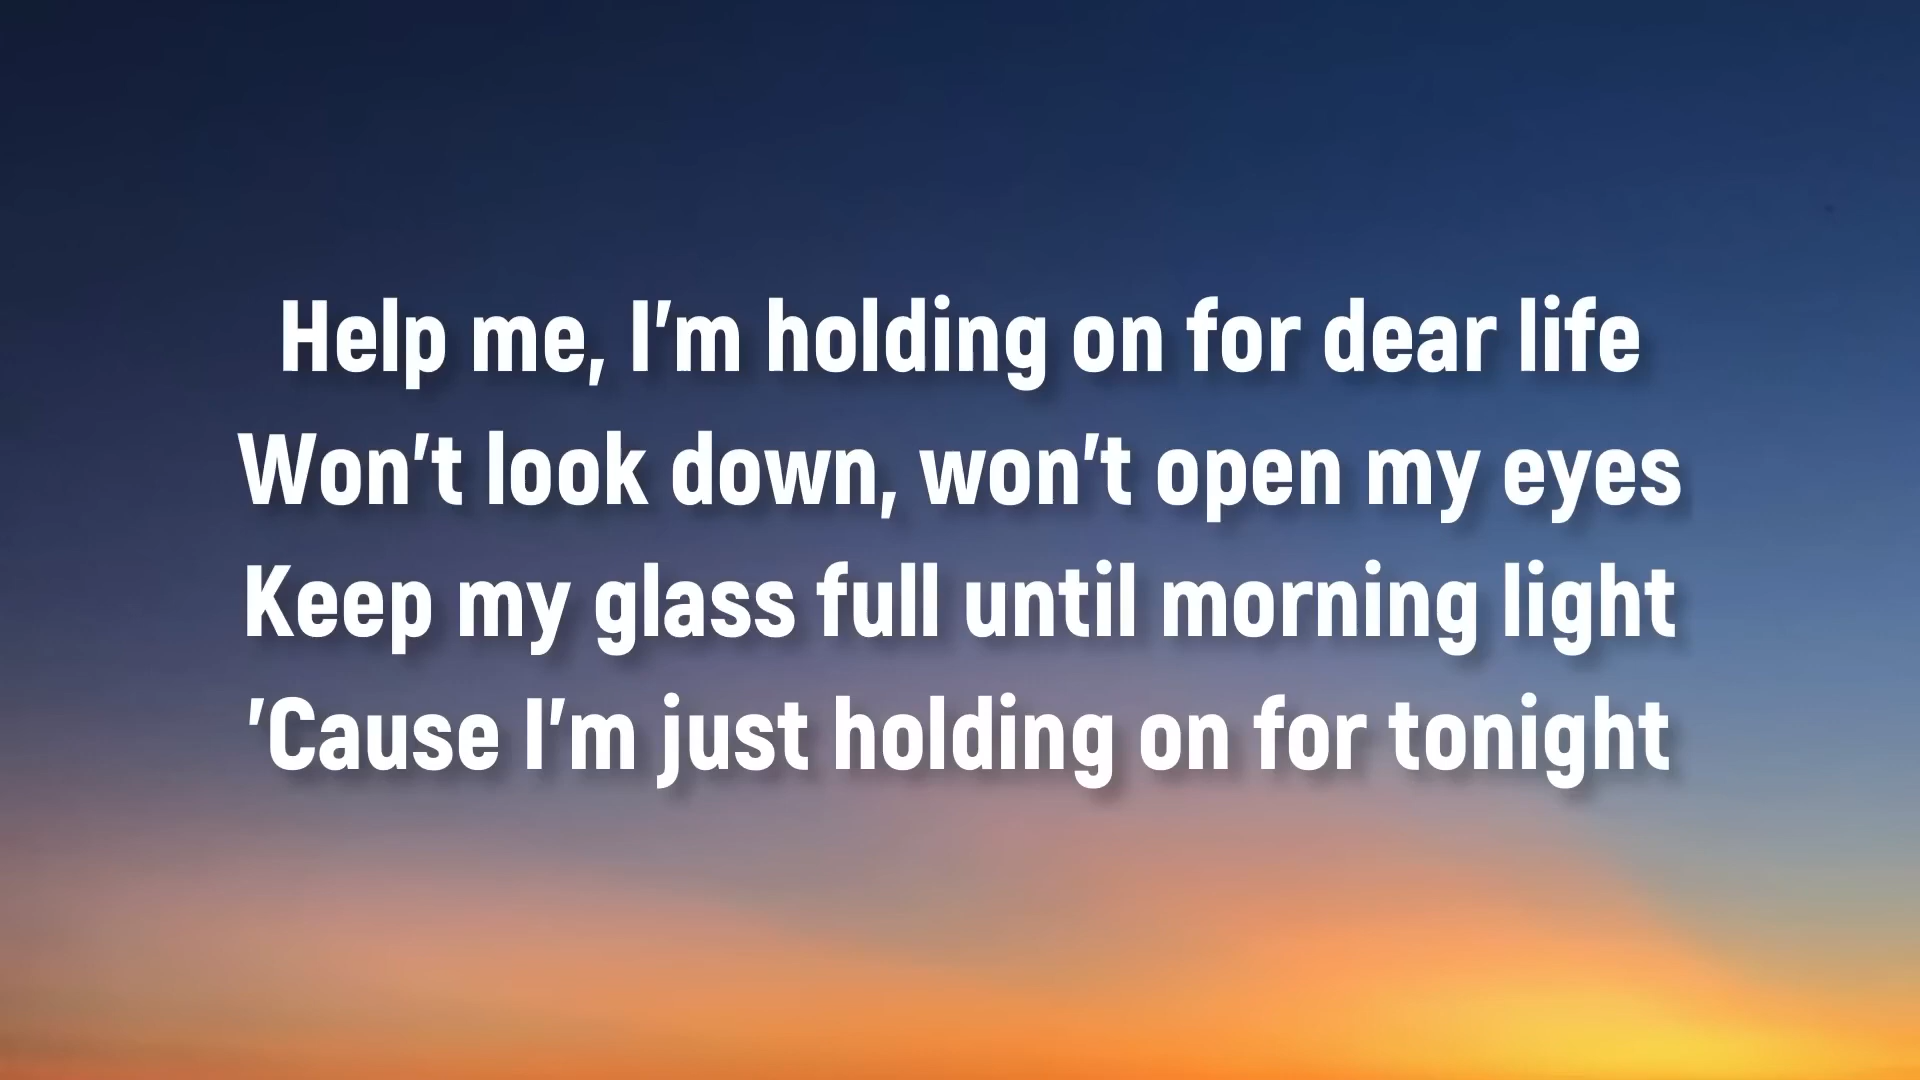 Help me, I'm holding on for dear life
Won't look down, won't open my eyes
Keep my glass full until morning light
'Cause I'm just holding on for tonight